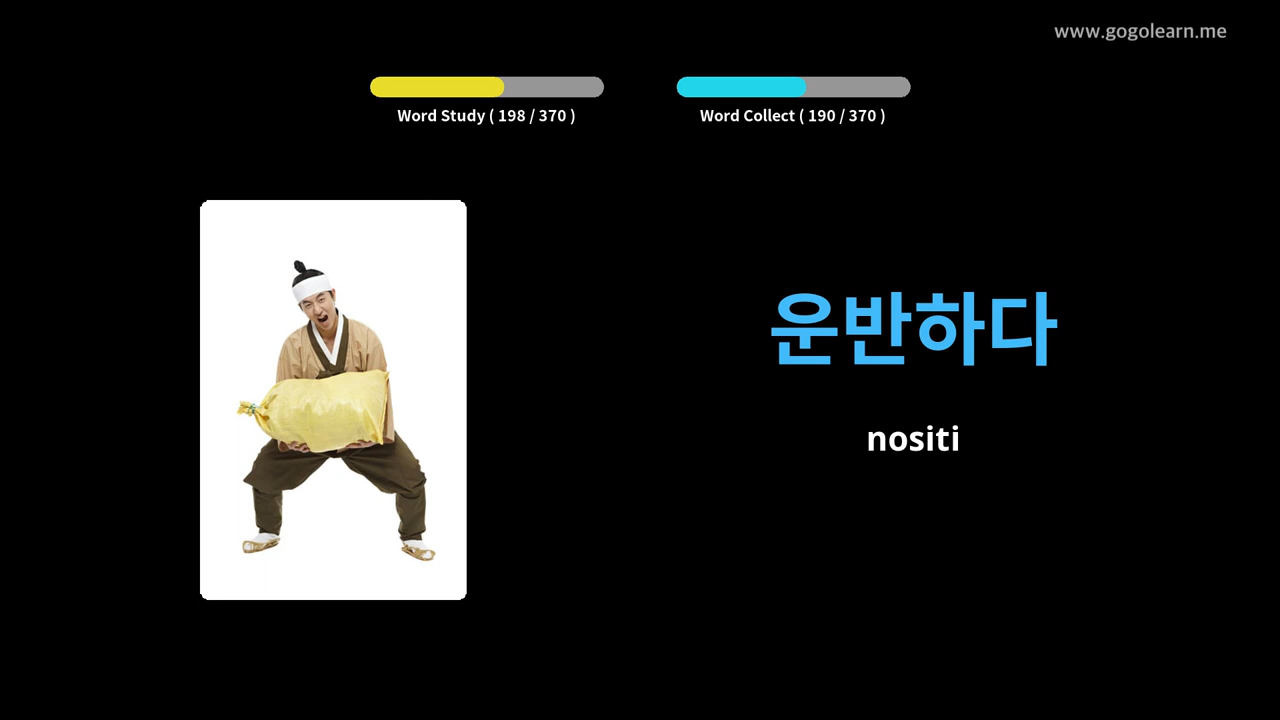 www.gogolearn.me
Word Study ( 198 / 370 )
Word Collect ( 190 / 370 )
운반하다
nositi